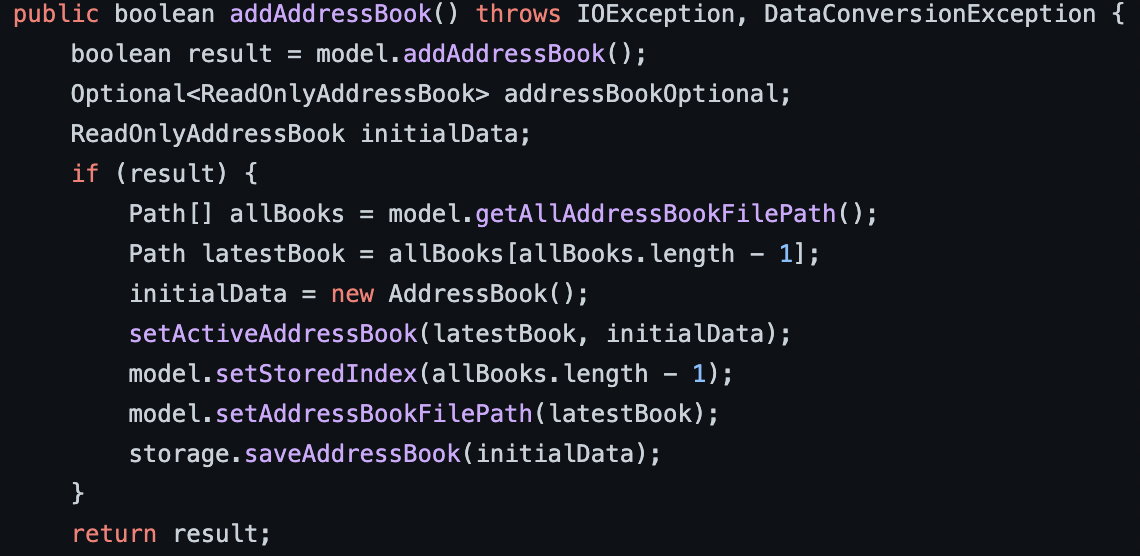 public boolean addAddressBook() throws IOException, DataConversionException {
    boolean result = model.addAddressBook();
    Optional<ReadOnlyAddressBook> addressBookOptional;
    ReadOnlyAddressBook initialData;
    if (result) {
        Path[] allBooks = model.getAllAddressBookFilePath();
        Path latestBook = allBooks[allBooks.length - 1];
        initialData = new AddressBook();
        setActiveAddressBook(latestBook, initialData);
        model.setStoredIndex(allBooks.length - 1);
        model.setAddressBookFilePath(latestBook);
        storage.saveAddressBook(initialData);
    }
    return result;